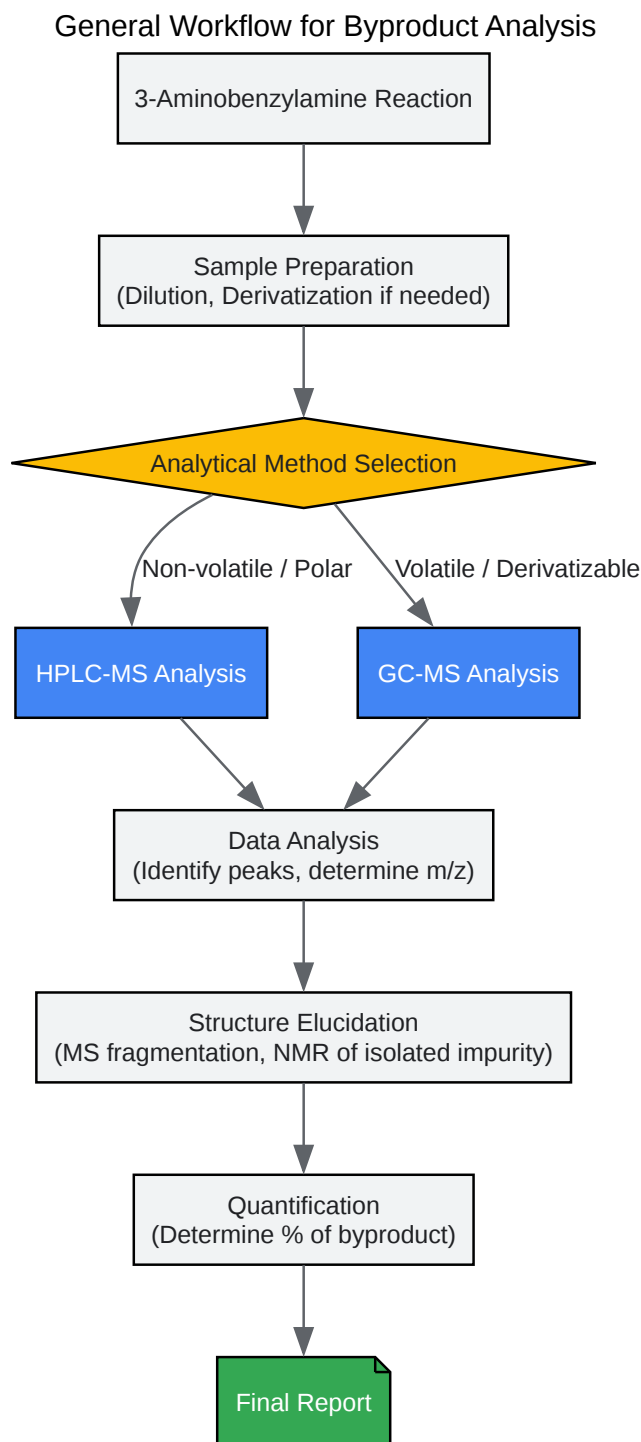 General Workflow for Byproduct Analysis
3-Aminobenzylamine Reaction
Sample Preparation
(Dilution, Derivatization if needed)
Analytical Method Selection
Non-volatile / Polar
Volatile / Derivatizable
HPLC-MS Analysis
GC-MS Analysis
Data Analysis
(Identify peaks, determine m/z)
Structure Elucidation
(MS fragmentation, NMR of isolated impurity)
Quantification
(Determine % of byproduct)
Final Report